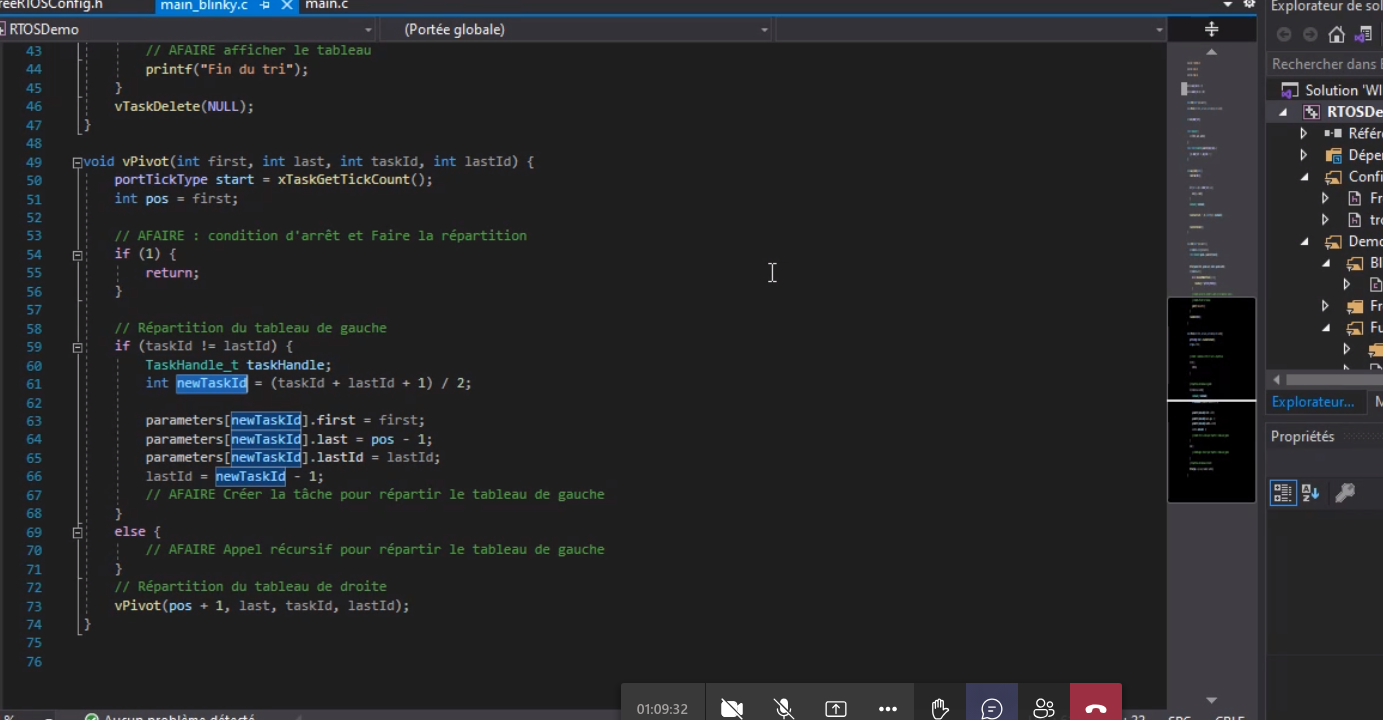 reeRTOSConfig.h main_blinky.c main.c
RTOSDemo (Portée globale)
43 // AFAIRE afficher le tableau
44 printf("Fin du tri");
45 }
46 vTaskDelete(NULL);
47 }
48
49 void vPivot(int first, int last, int taskId, int lastId) {
50 portTickType start = xTaskGetTickCount();
51 int pos = first;
52
53 // AFAIRE : condition d'arrêt et Faire la répartition
54 if (1) {
55 return;
56 }
57
58 // Répartition du tableau de gauche
59 if (taskId != lastId) {
60 TaskHandle_t taskHandle;
61 int newTaskId = (taskId + lastId + 1) / 2;
62
63 parameters[newTaskId].first = first;
64 parameters[newTaskId].last = pos - 1;
65 parameters[newTaskId].lastId = lastId;
66 lastId = newTaskId - 1;
67 // AFAIRE Créer la tâche pour répartir le tableau de gauche
68 }
69 else {
70 // AFAIRE Appel récursif pour répartir le tableau de gauche
71 }
72 // Répartition du tableau de droite
73 vPivot(pos + 1, last, taskId, lastId);
74 }
75
76
% Aucun problème détecté
01:09:32
Explorateur de sol
Rechercher dans
Solution 'WI
RTOSDe
Référe
Dépen
Confi
Fr
tro
Demo
Bl
Fr
Fu
Explorateur... M
Propriétés